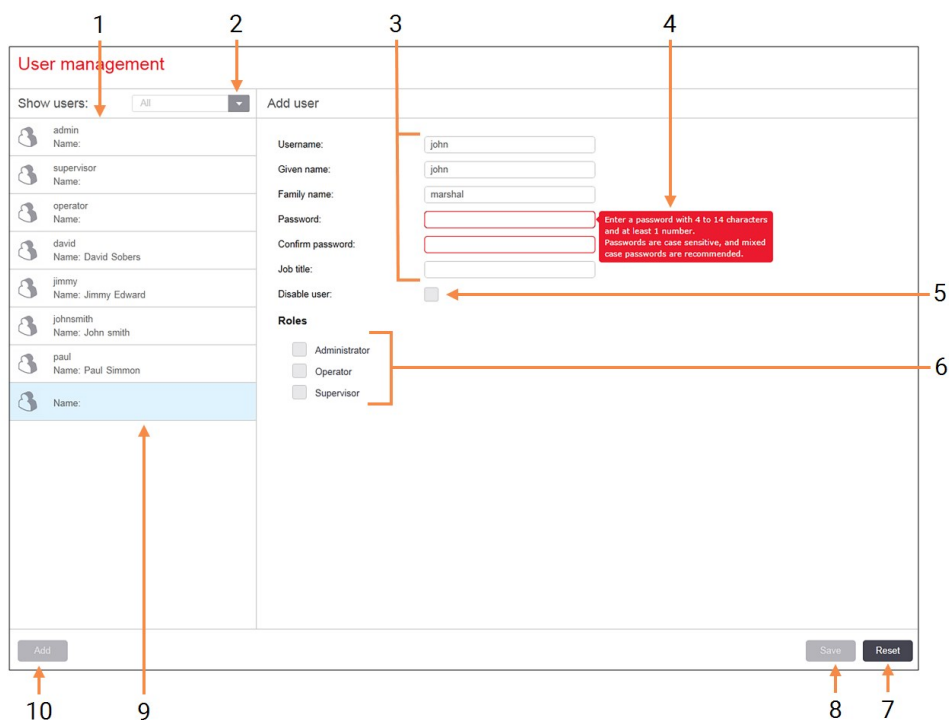 1 2 3 4
User management
Show users: All Add user
admin
Name:
supervisor
Name:
operator
Name:
david
Name: David Sobers
jimmy
Name: Jimmy Edward
johnsmith
Name: John smith
paul
Name: Paul Simmon
Name:
Username: john
Given name: john
Family name: marshal
Password:
Enter a password with 4 to 14 characters
and at least 1 number.
Passwords are case sensitive, and mixed
case passwords are recommended.
Confirm password:
Job title:
Disable user:
5
Roles
Administrator
Operator
Supervisor
6
Add Save Reset
10 9 8 7